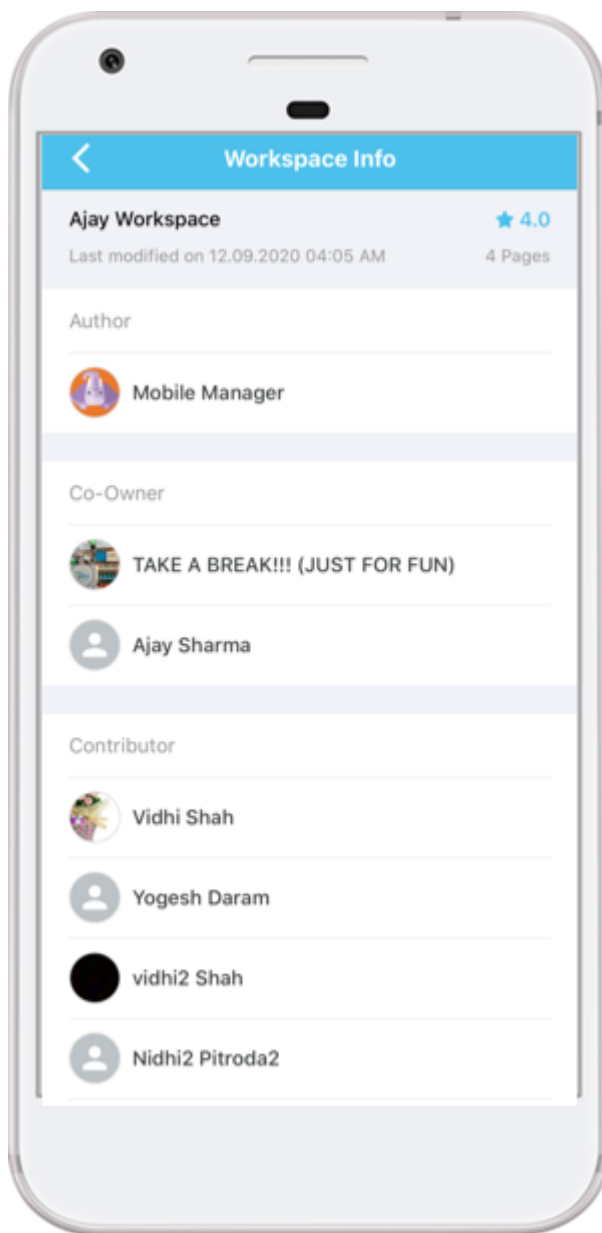 Workspace Info
Ajay Workspace
4.0
Last modified on 12.09.2020 04:05 AM
4 Pages
Author
Mobile Manager
Co-Owner
TAKE A BREAK!!! (JUST FOR FUN)
Ajay Sharma
Contributor
Vidhi Shah
Yogesh Daram
vidhi2 Shah
Nidhi2 Pitroda2